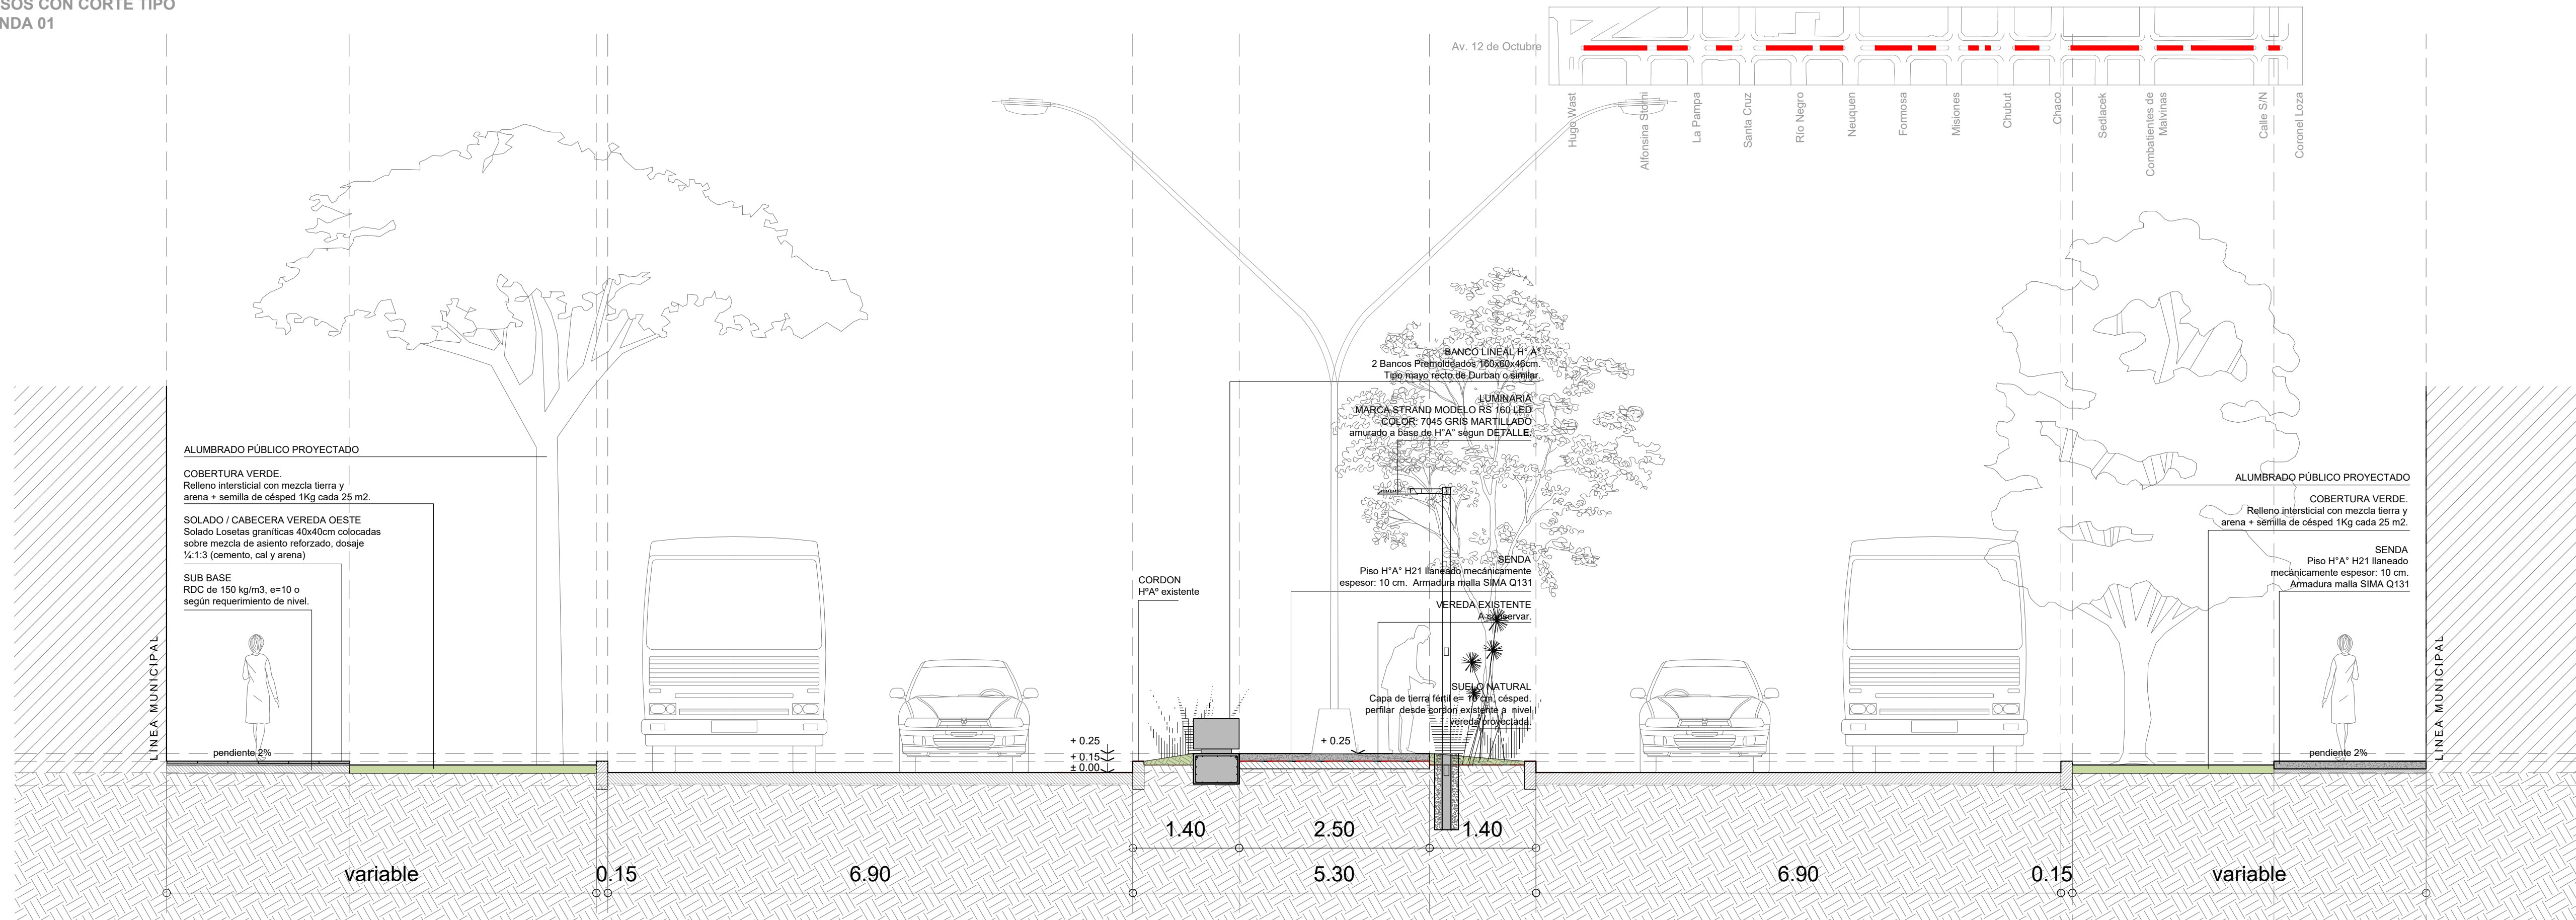 SOS CON CORTE TIPO
NDA 01
Av. 12 de Octubre
Hugo Wast
Alfonsina Storni
La Pampa
Santa Cruz
Río Negro
Neuquen
Formosa
Misiones
Chubut
Chaco
Sedlacek
Combatientes de
Malvinas
Calle S/N
Coronel Loza
BANCO LINEAL H° A°
2 Bancos Premoldeados 160x60x46cm.
Tipo mayo recto de Durban o similar.
LUMINARIA
MARCA STRAND MODELO RS 160 LED
COLOR: 7045 GRIS MARTILLADO
amurado a base de H°A° segun DETALLE.
ALUMBRADO PÚBLICO PROYECTADO
COBERTURA VERDE.
Relleno intersticial con mezcla tierra y
arena + semilla de césped 1Kg cada 25 m2.
SOLADO / CABECERA VEREDA OESTE
Solado Losetas graníticas 40x40cm colocadas
sobre mezcla de asiento reforzado, dosaje
¼:1:3 (cemento, cal y arena)
SUB BASE
RDC de 150 kg/m3, e=10 o
según requerimiento de nivel.
LINEA MUNICIPAL
pendiente 2%
CORDON
HºAº existente
SENDA
Piso H°A° H21 llaneado mecánicamente
espesor: 10 cm. Armadura malla SIMA Q131
VEREDA EXISTENTE
A conservar.
SUELO NATURAL
Capa de tierra fértil e= 10 cm, césped.
perfilar desde cordon existente a nivel
vereda proyectada.
+ 0.25
+ 0.15
± 0.00
+ 0.25
ALUMBRADO PÚBLICO PROYECTADO
COBERTURA VERDE.
Relleno intersticial con mezcla tierra y
arena + semilla de césped 1Kg cada 25 m2.
SENDA
Piso H°A° H21 llaneado
mecánicamente espesor: 10 cm.
Armadura malla SIMA Q131
pendiente 2%
LINEA MUNICIPAL
1.40
2.50
1.40
variable
0.15
6.90
5.30
6.90
0.15
variable